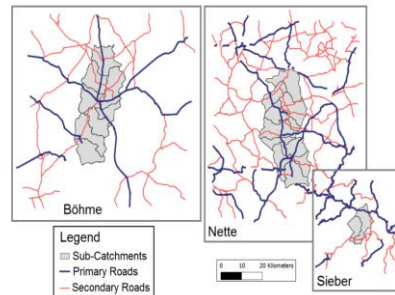 Böhme
Nette
Sieber
Legend
Sub-Catchments
Primary Roads
Secondary Roads
0 10 20 Kilometers